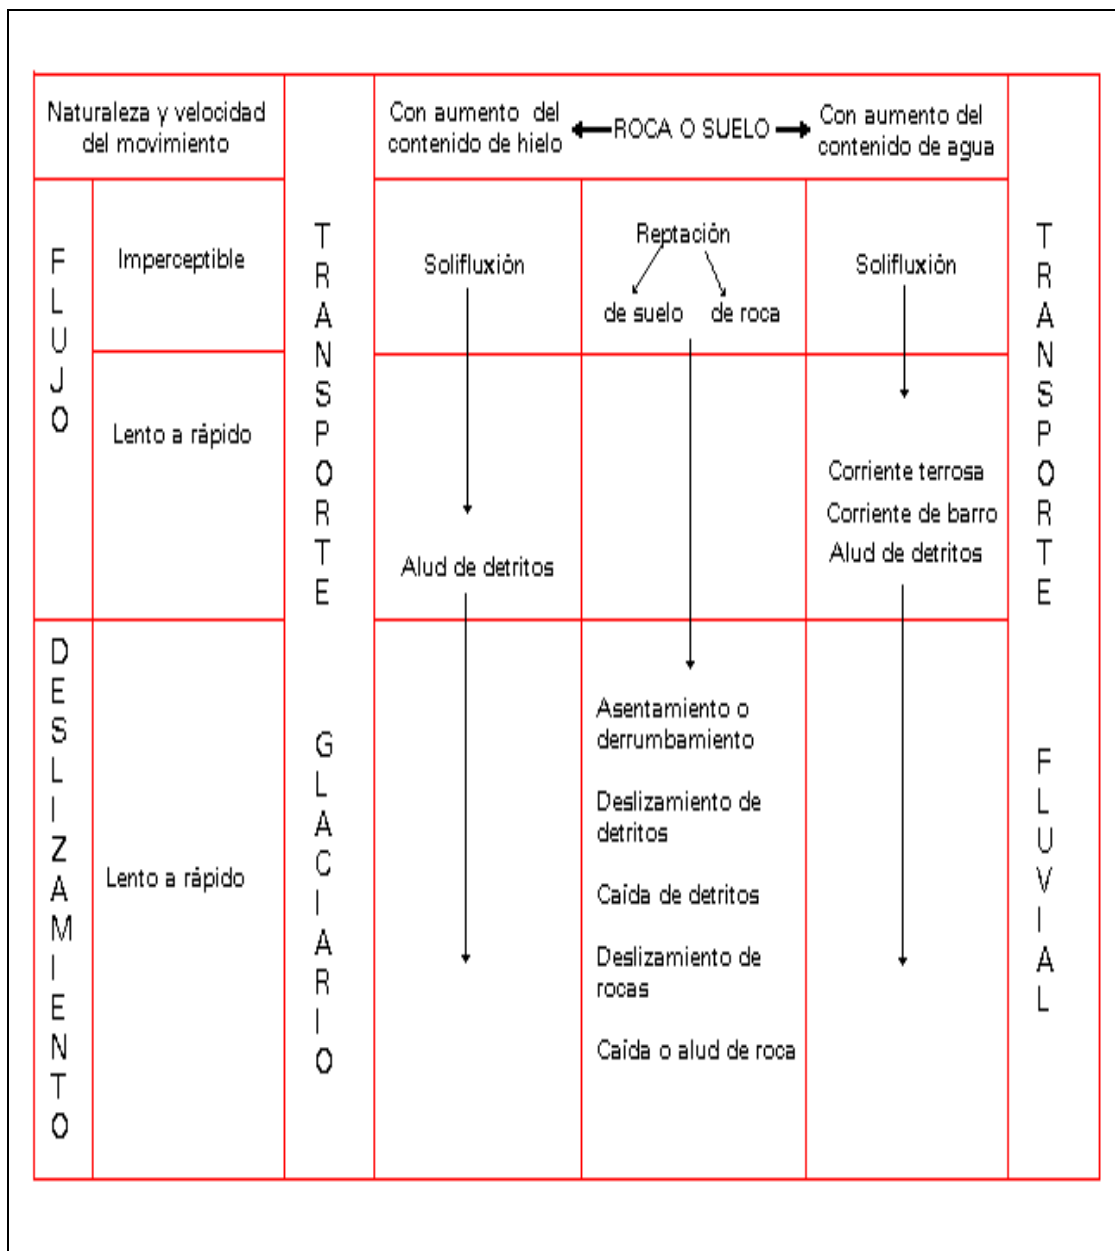 Naturaleza y velocidad
del movimiento
Con aumento del
contenido de hielo
ROCA O SUELO
Con aumento del
contenido de agua
FLUJO
Imperceptible
Lento a rápido
TRANSPORTE
GLACIARIO
Solifluxión
Alud de detritos
Reptación
de suelo
de roca
Solifluxión
Corriente terrosa
Corriente de barro
Alud de detritos
TRANSPORTE
FLUVIAL
DESLIZAMIENTO
Lento a rápido
Asentamiento o
derrumbamiento
Deslizamiento de
detritos
Caída de detritos
Deslizamiento de
rocas
Caída o alud de roca